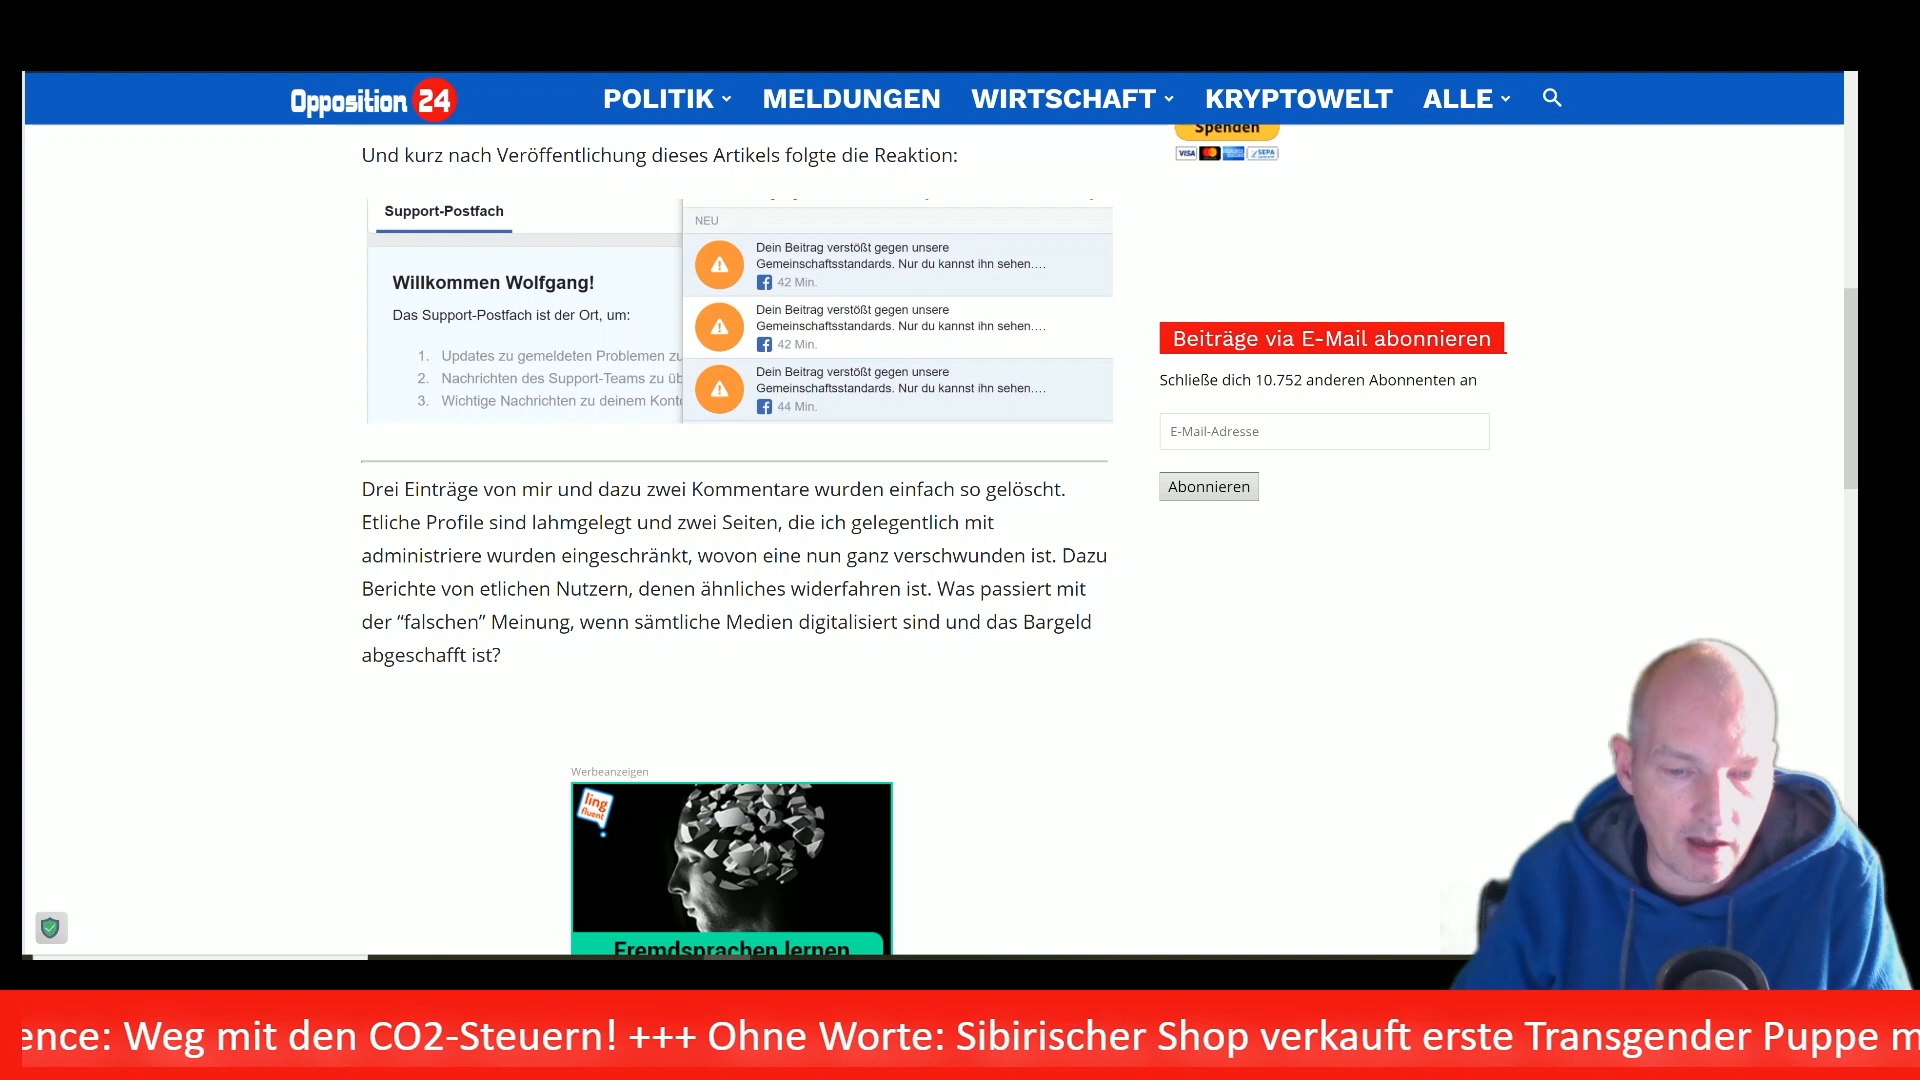 Opposition 24
POLITIK
MELDUNGEN
WIRTSCHAFT
KRYPTOWELT
ALLE
Spenden
VISA
SEPA
Und kurz nach Veröffentlichung dieses Artikels folgte die Reaktion:
Support-Postfach
Willkommen Wolfgang!
Das Support-Postfach ist der Ort, um:
1. Updates zu gemeldeten Problemen zu
2. Nachrichten des Support-Teams zu üb
3. Wichtige Nachrichten zu deinem Konto
NEU
Dein Beitrag verstößt gegen unsere
Gemeinschaftsstandards. Nur du kannst ihn sehen....
42 Min.
Dein Beitrag verstößt gegen unsere
Gemeinschaftsstandards. Nur du kannst ihn sehen....
42 Min.
Dein Beitrag verstößt gegen unsere
Gemeinschaftsstandards. Nur du kannst ihn sehen....
44 Min.
Beiträge via E-Mail abonnieren
Schließe dich 10.752 anderen Abonnenten an
E-Mail-Adresse
Abonnieren
Drei Einträge von mir und dazu zwei Kommentare wurden einfach so gelöscht.
Etliche Profile sind lahmgelegt und zwei Seiten, die ich gelegentlich mit
administriere wurden eingeschränkt, wovon eine nun ganz verschwunden ist. Dazu
Berichte von etlichen Nutzern, denen ähnliches widerfahren ist. Was passiert mit
der “falschen” Meinung, wenn sämtliche Medien digitalisiert sind und das Bargeld
abgeschafft ist?
Werbeanzeigen
ling
fluent
Fremdsprachen lernen
ence: Weg mit den CO2-Steuern! +++ Ohne Worte: Sibirischer Shop verkauft erste Transgender Puppe m